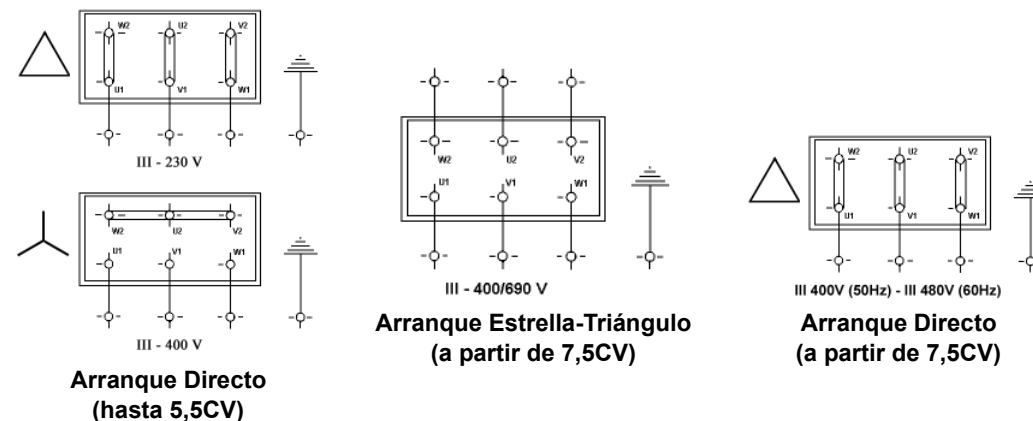 W2 U2 V2
U1 V1 W1
III - 230 V
W2 U2 V2
U1 V1 W1
III - 400 V
Arranque Directo
(hasta 5,5CV)
W2 U2 V2
U1 V1 W1
III - 400/690 V
Arranque Estrella-Triángulo
(a partir de 7,5CV)
W2 U2 V2
U1 V1 W1
III 400V (50Hz) - III 480V (60Hz)
Arranque Directo
(a partir de 7,5CV)